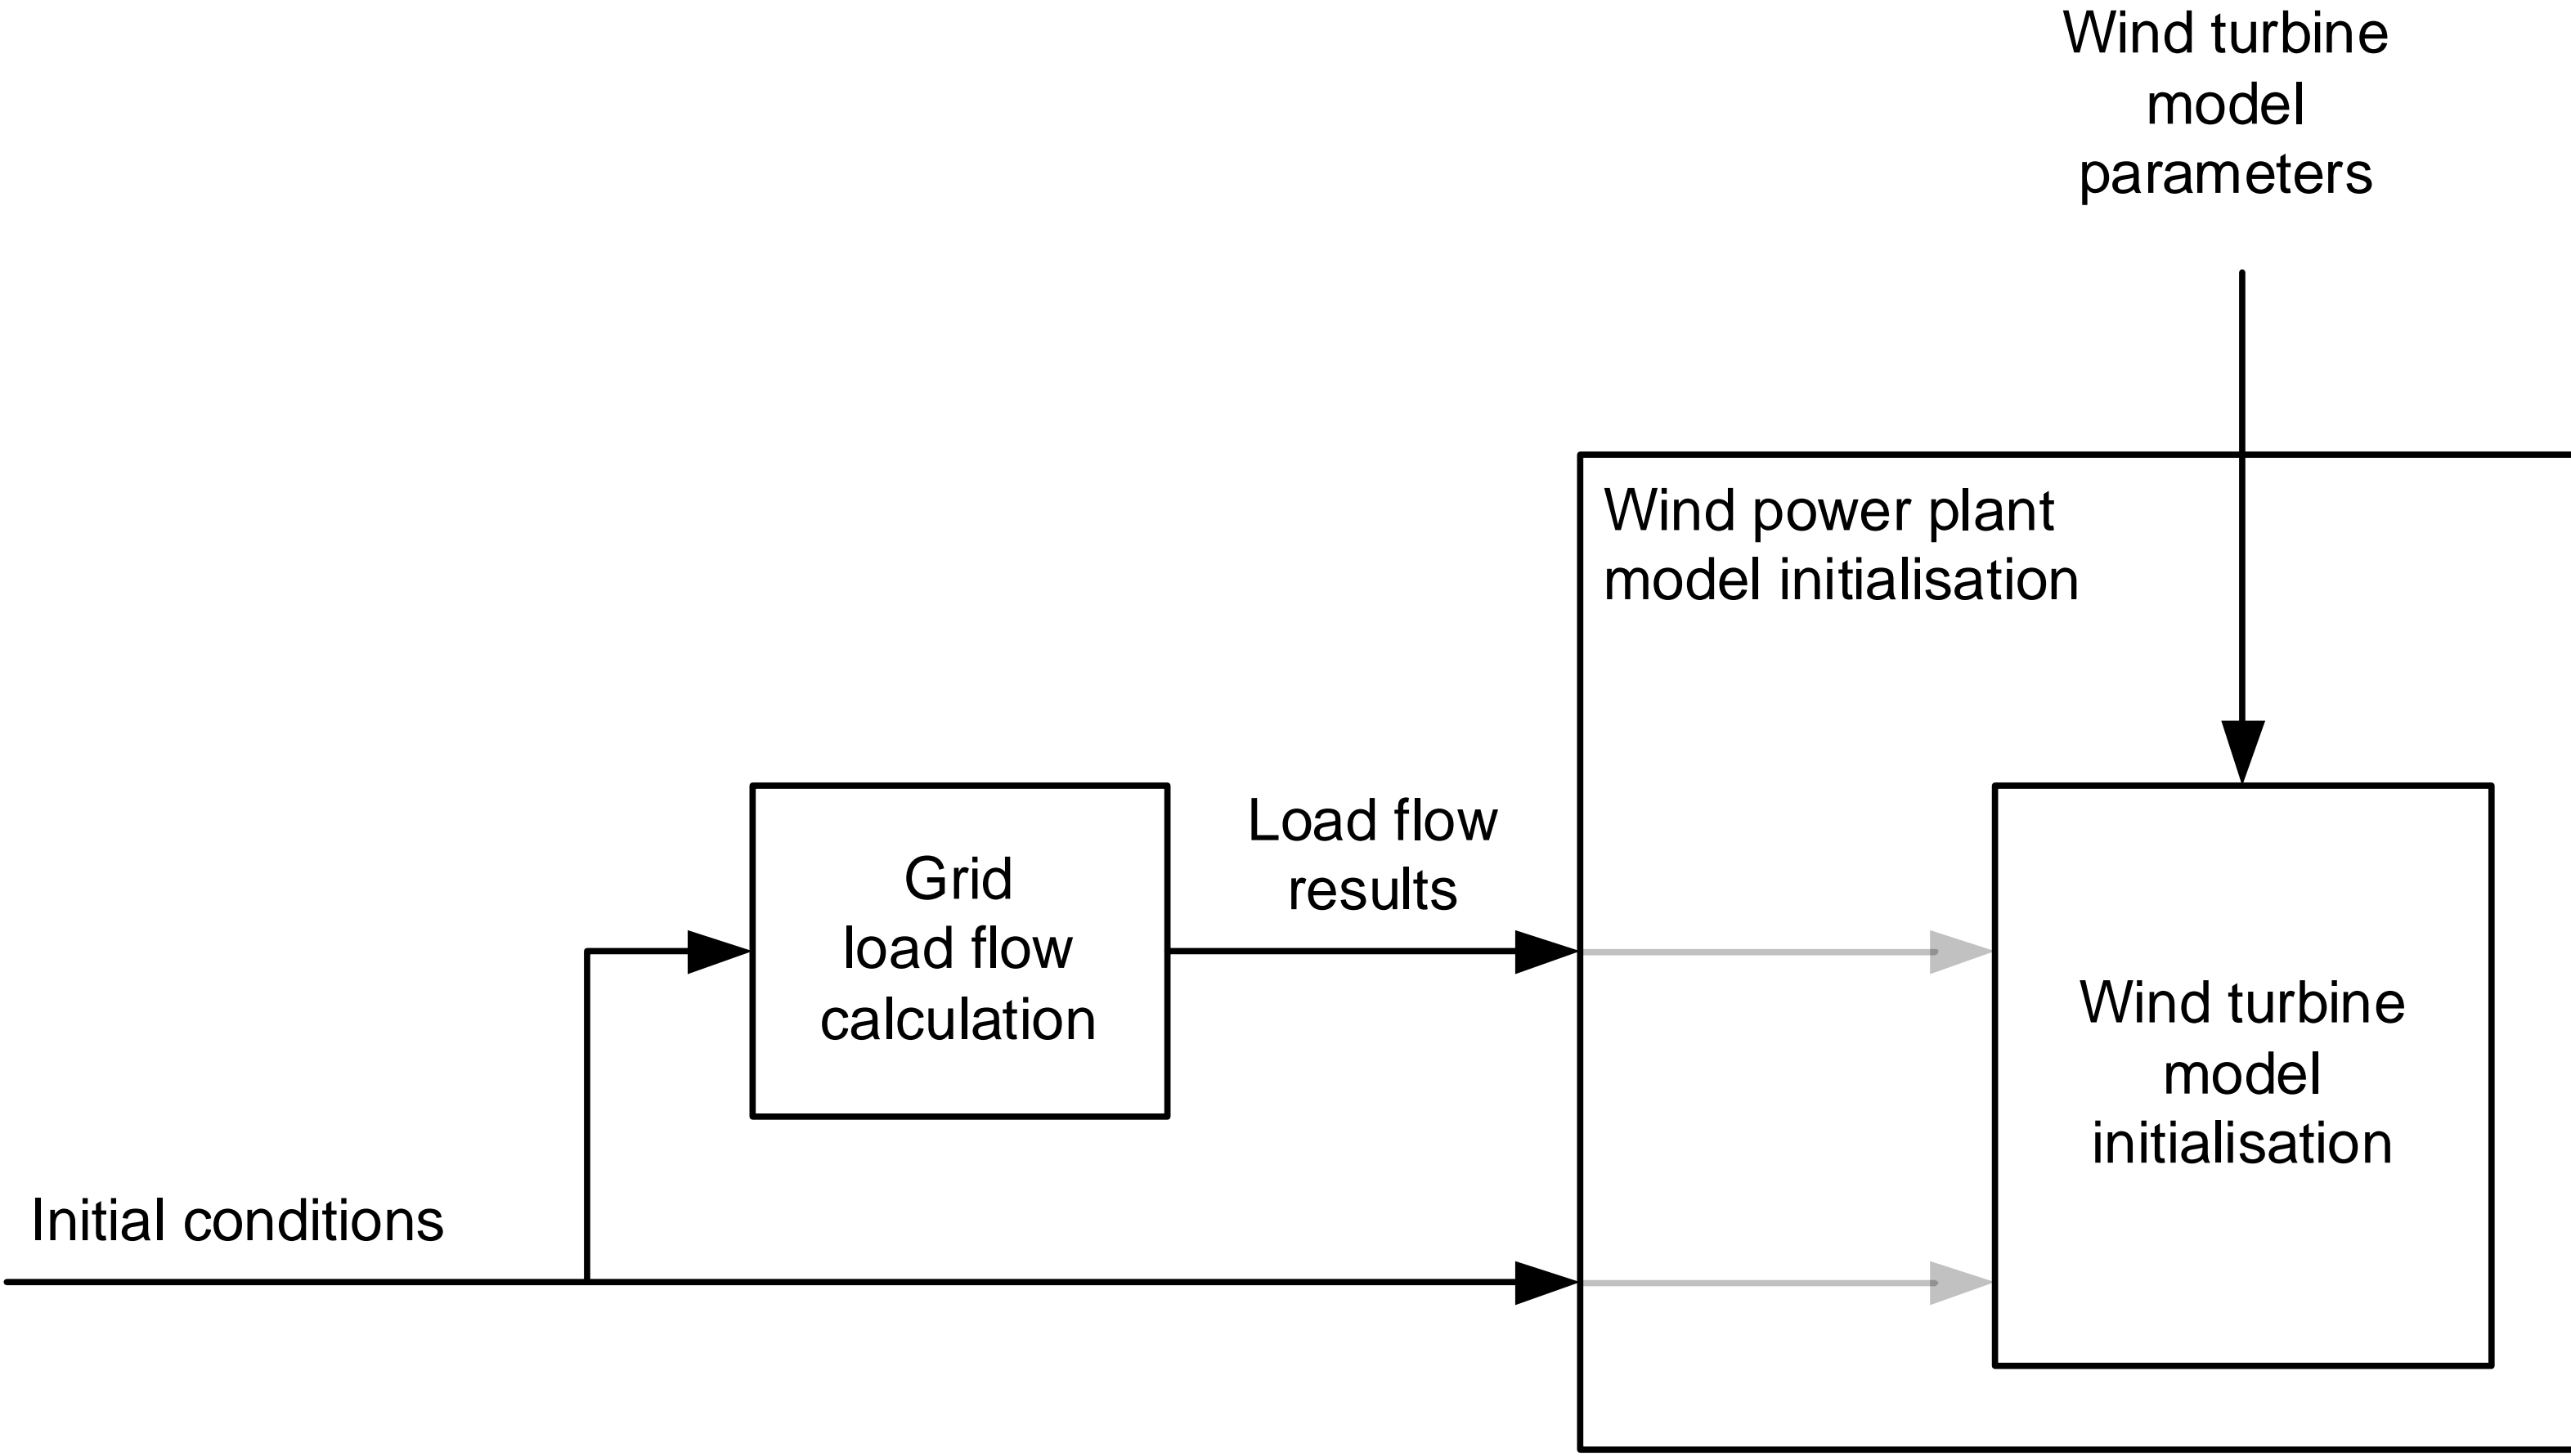 Wind turbine
model
parameters
Wind power plant
model initialisation
Load flow
results
Grid
load flow
calculation
Wind turbine
model
initialisation
Initial conditions